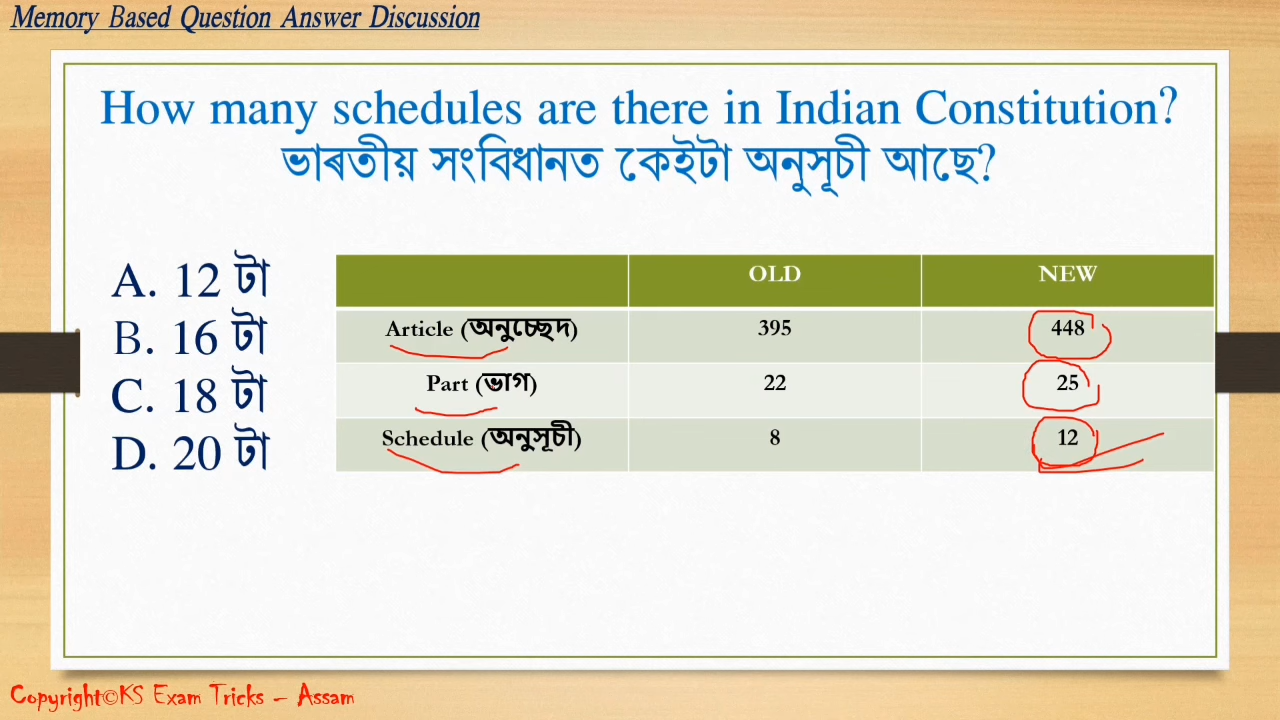 Memory Based Question Answer Discussion
How many schedules are there in Indian Constitution?
ভাৰতীয় সংবিধানত কেইটা অনুসূচী আছে?
A. 12 টা
B. 16 টা
C. 18 টা
D. 20 টা
OLD NEW
Article (অনুচ্ছেদ) 395 448
Part (ভাগ) 22 25
Schedule (অনুসূচী) 8 12
Copyright©KS Exam Tricks – Assam